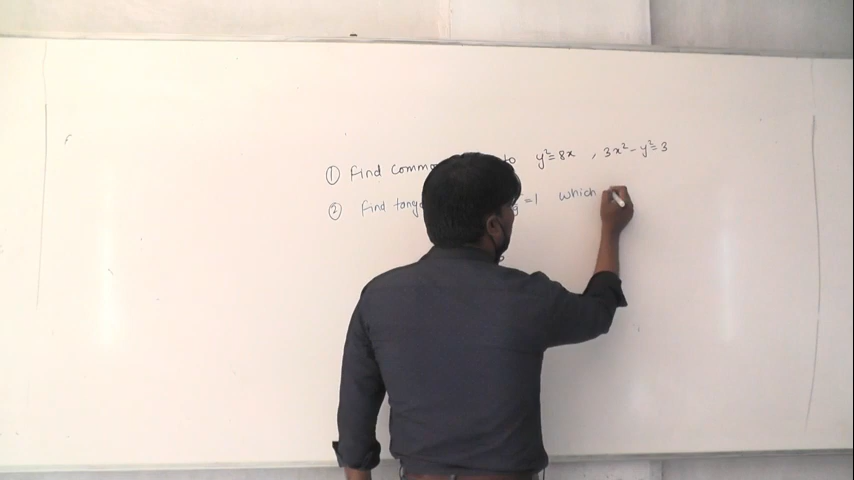 ① Find comm to y²=8x , 3x²-y²=3
② Find tang =1 which